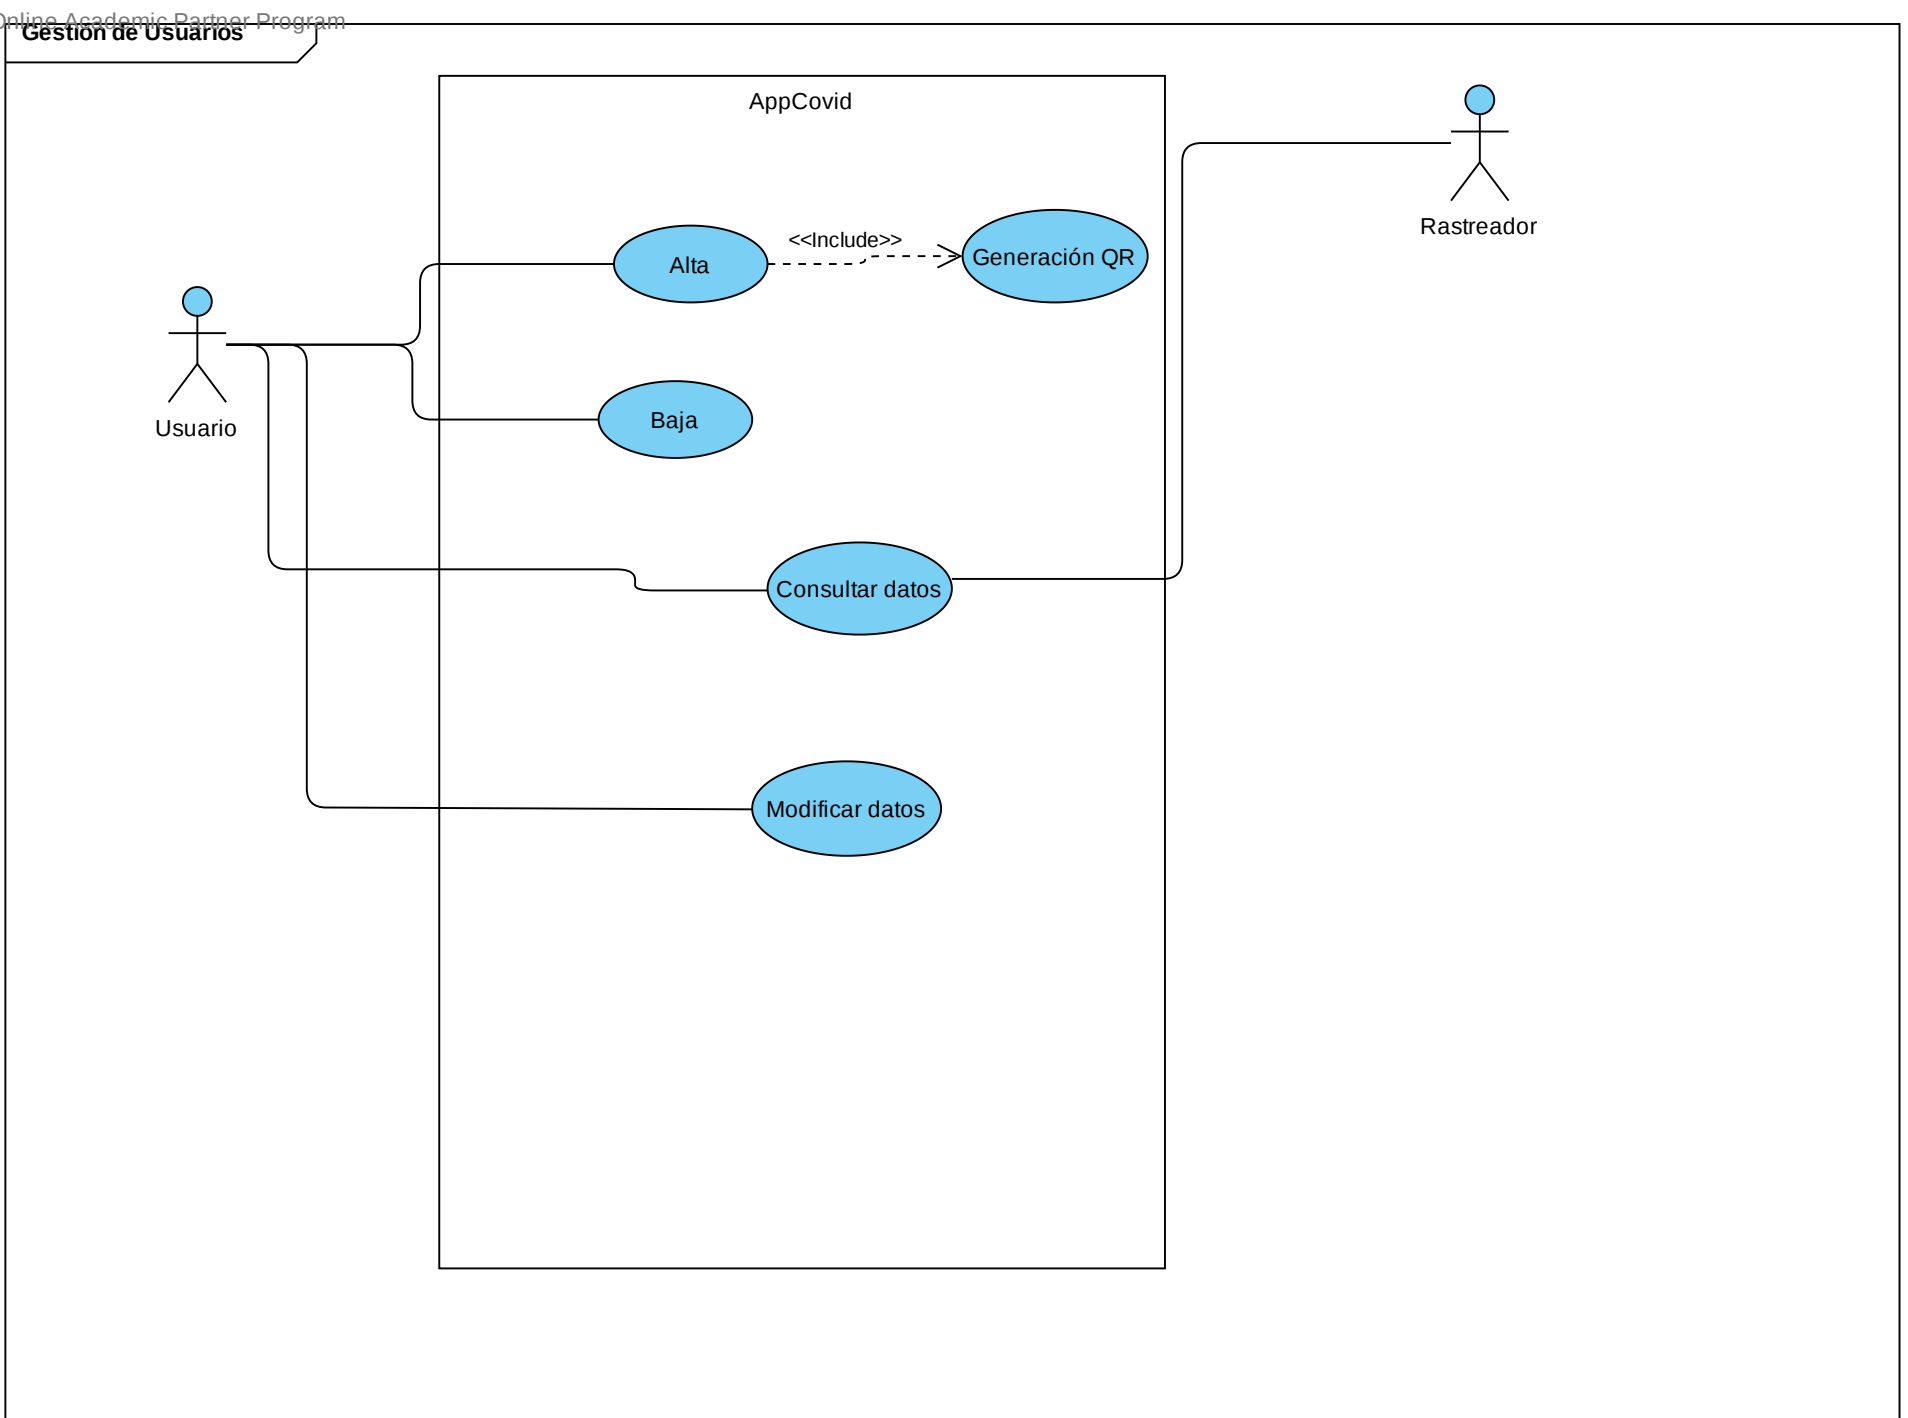 Online Academic Partner Program
Gestión de Usuarios
AppCovid
Rastreador
<<Include>>
Alta
Generación QR
Usuario
Baja
Consultar datos
Modificar datos